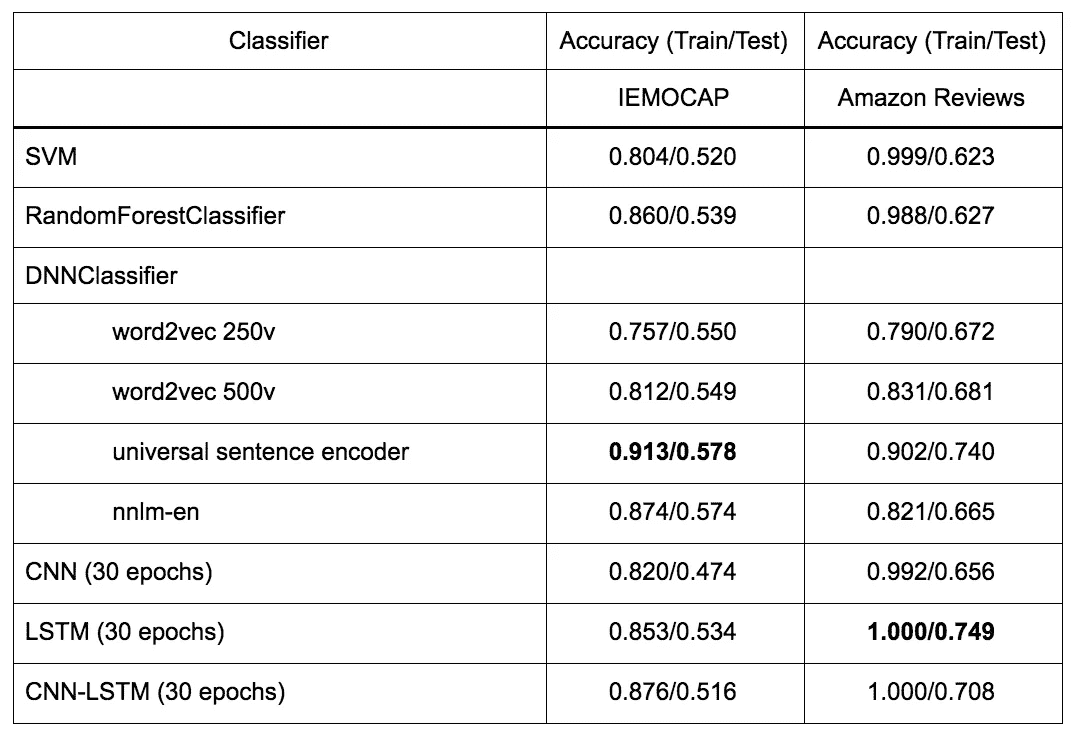 Classifier Accuracy (Train/Test) Accuracy (Train/Test)
IEMOCAP Amazon Reviews
SVM 0.804/0.520 0.999/0.623
RandomForestClassifier 0.860/0.539 0.988/0.627
DNNClassifier
word2vec 250v 0.757/0.550 0.790/0.672
word2vec 500v 0.812/0.549 0.831/0.681
universal sentence encoder 0.913/0.578 0.902/0.740
nnlm-en 0.874/0.574 0.821/0.665
CNN (30 epochs) 0.820/0.474 0.992/0.656
LSTM (30 epochs) 0.853/0.534 1.000/0.749
CNN-LSTM (30 epochs) 0.876/0.516 1.000/0.708